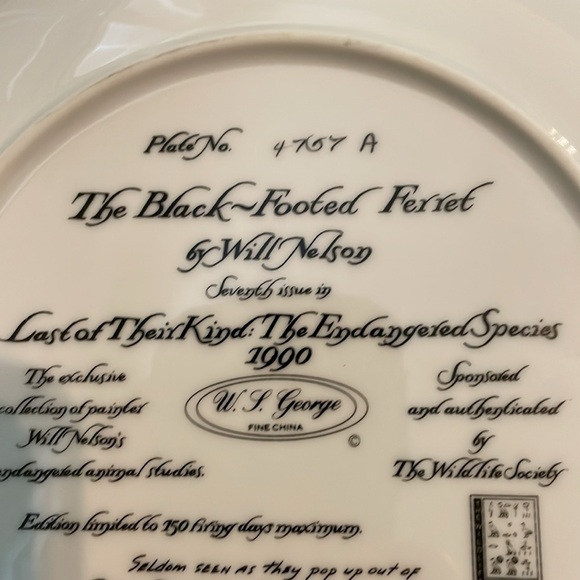 Plate No. 4757 A
The Black~Footed Ferret
by Will Nelson
Seventh issue in
Last of Their Kind: The Endangered Species
1990
The exclusive
collection of painter
Will Nelson's
endangered animal studies.
W. S. George
FINE CHINA
©
Sponsored
and authenticated
by
The Wildlife Society
Edition limited to 150 firing days maximum.
Seldom seen as they pop up out of